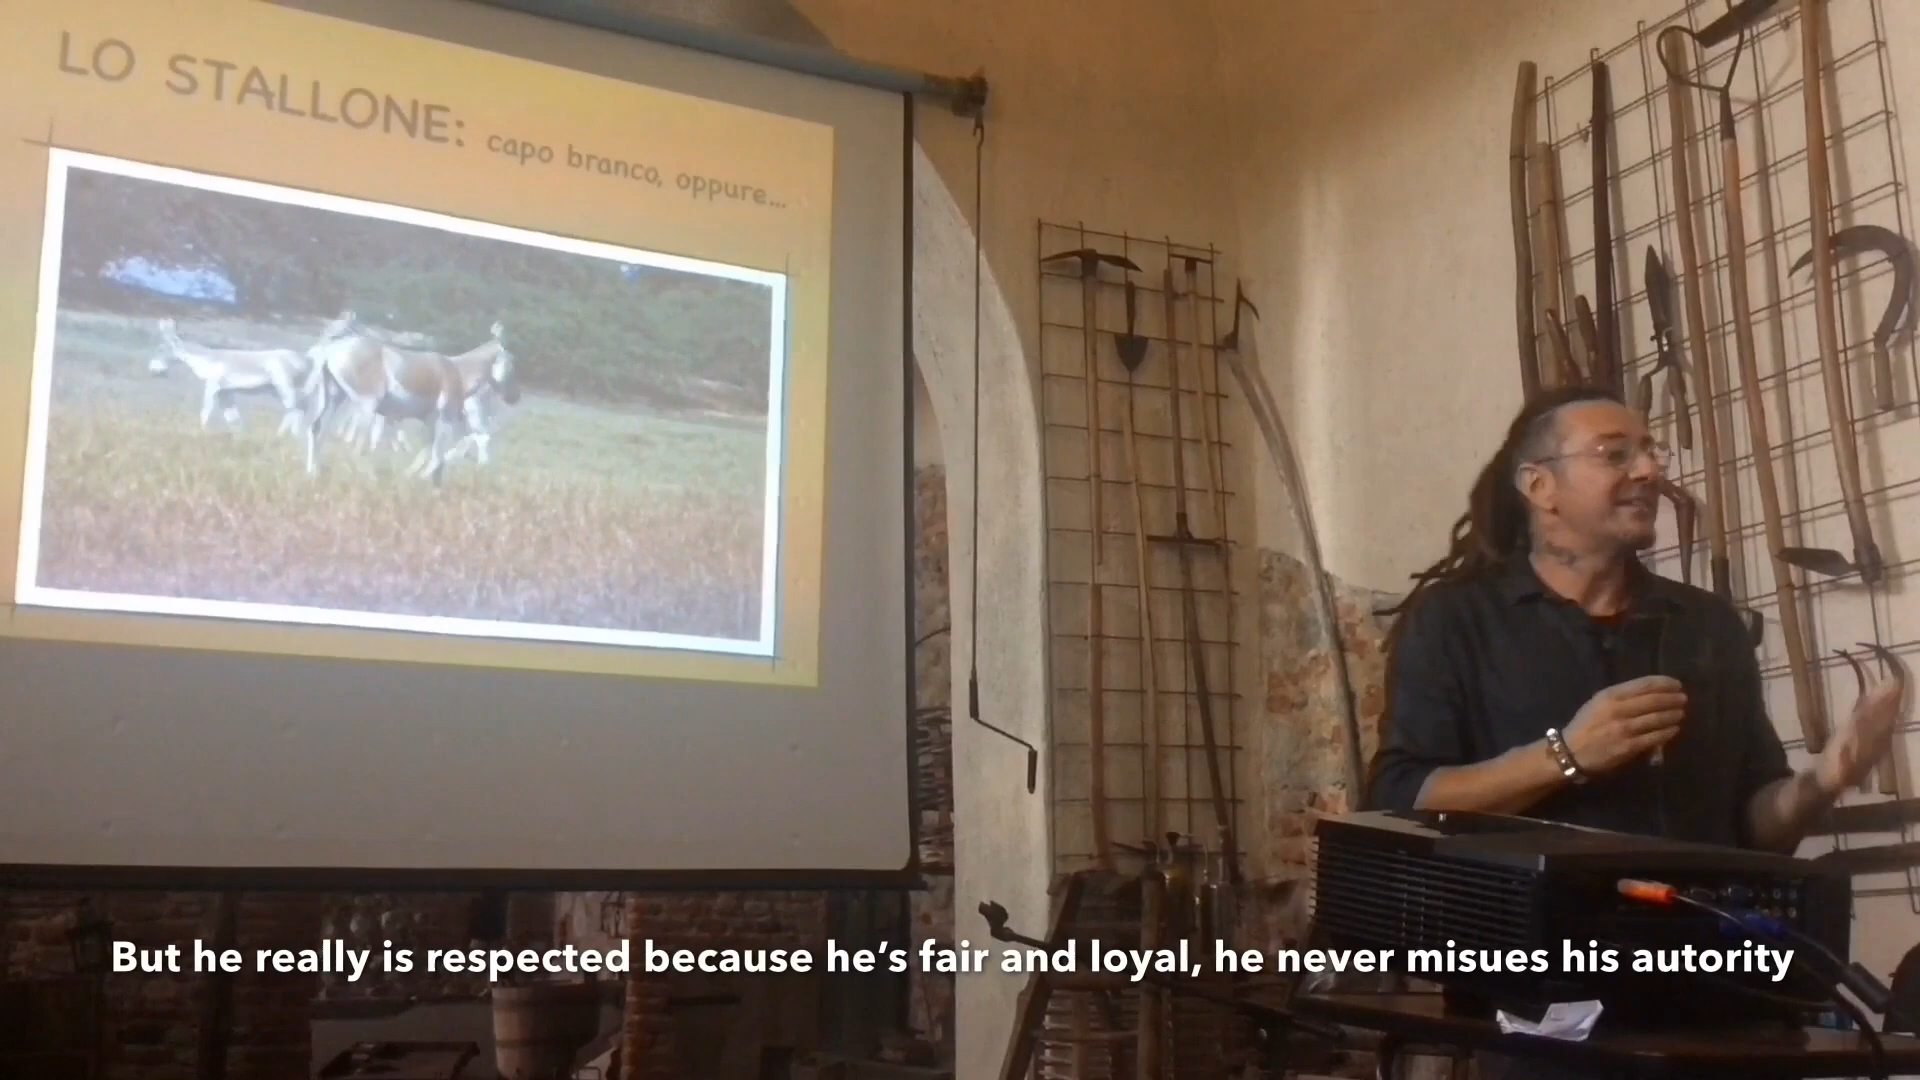 LO STALLONE: capo branco, oppure...
But he really is respected because he’s fair and loyal, he never misues his autority